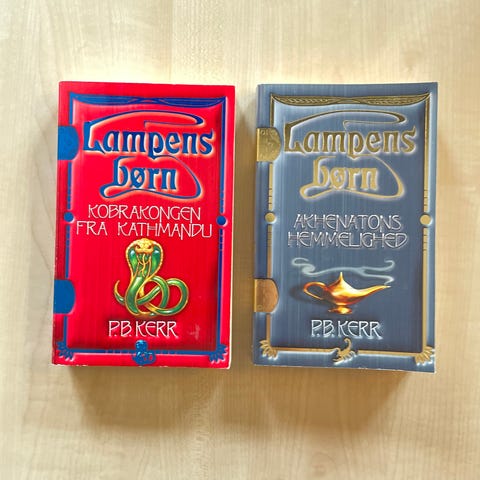 Lampens
børn
KOBRAKONGEN
FRA KATHMANDU
P.B. KERR
Lampens
børn
AKHENATONS
HEMMELIGHED
P.B. KERR